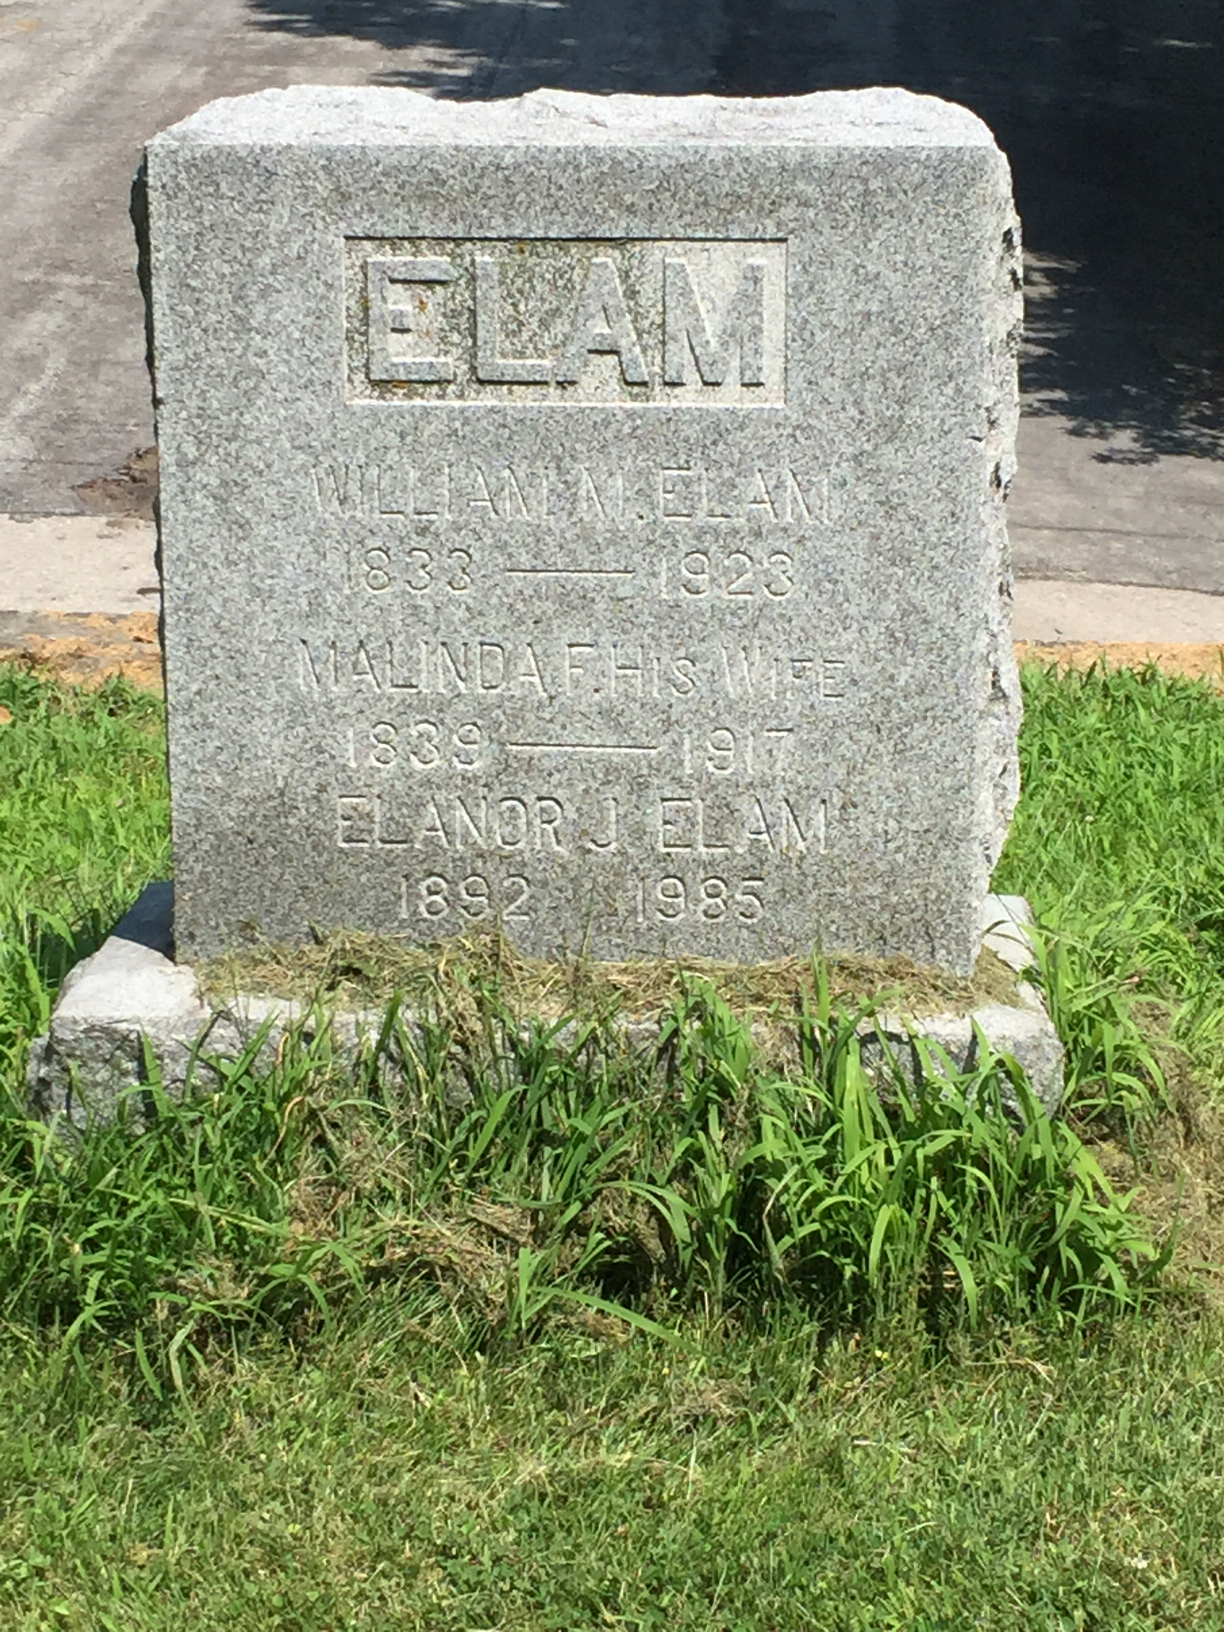 ELAM
WILLIAM M. ELAM
1833 — 1923
MALINDA F. HIS WIFE
1839 — 1917
ELANOR J ELAM
1892 1985